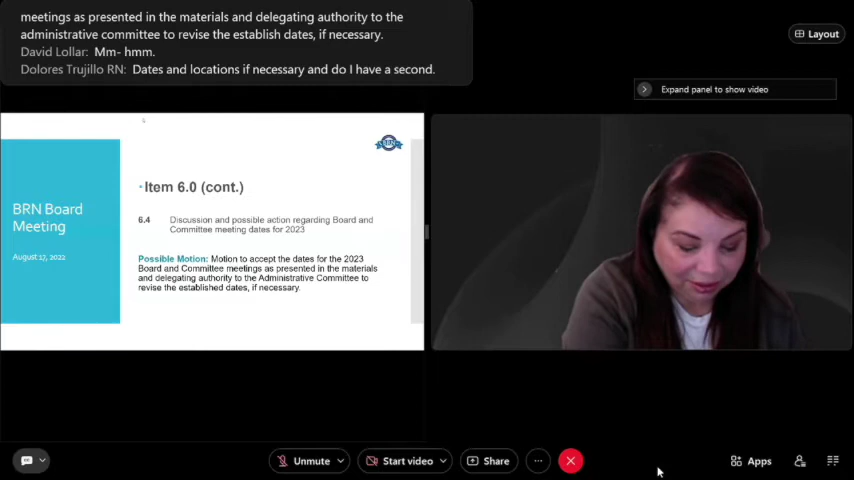 meetings as presented in the materials and delegating authority to the
administrative committee to revise the establish dates, if necessary.
David Lollar: Mm- hmm.
Dolores Trujillo RN: Dates and locations if necessary and do I have a second.
Layout
Expand panel to show video
BRN
BRN Board
Meeting
August 17, 2022
• Item 6.0 (cont.)
6.4 Discussion and possible action regarding Board and
Committee meeting dates for 2023
Possible Motion: Motion to accept the dates for the 2023
Board and Committee meetings as presented in the materials
and delegating authority to the Administrative Committee to
revise the established dates, if necessary.
Unmute
Start video
Share
Apps